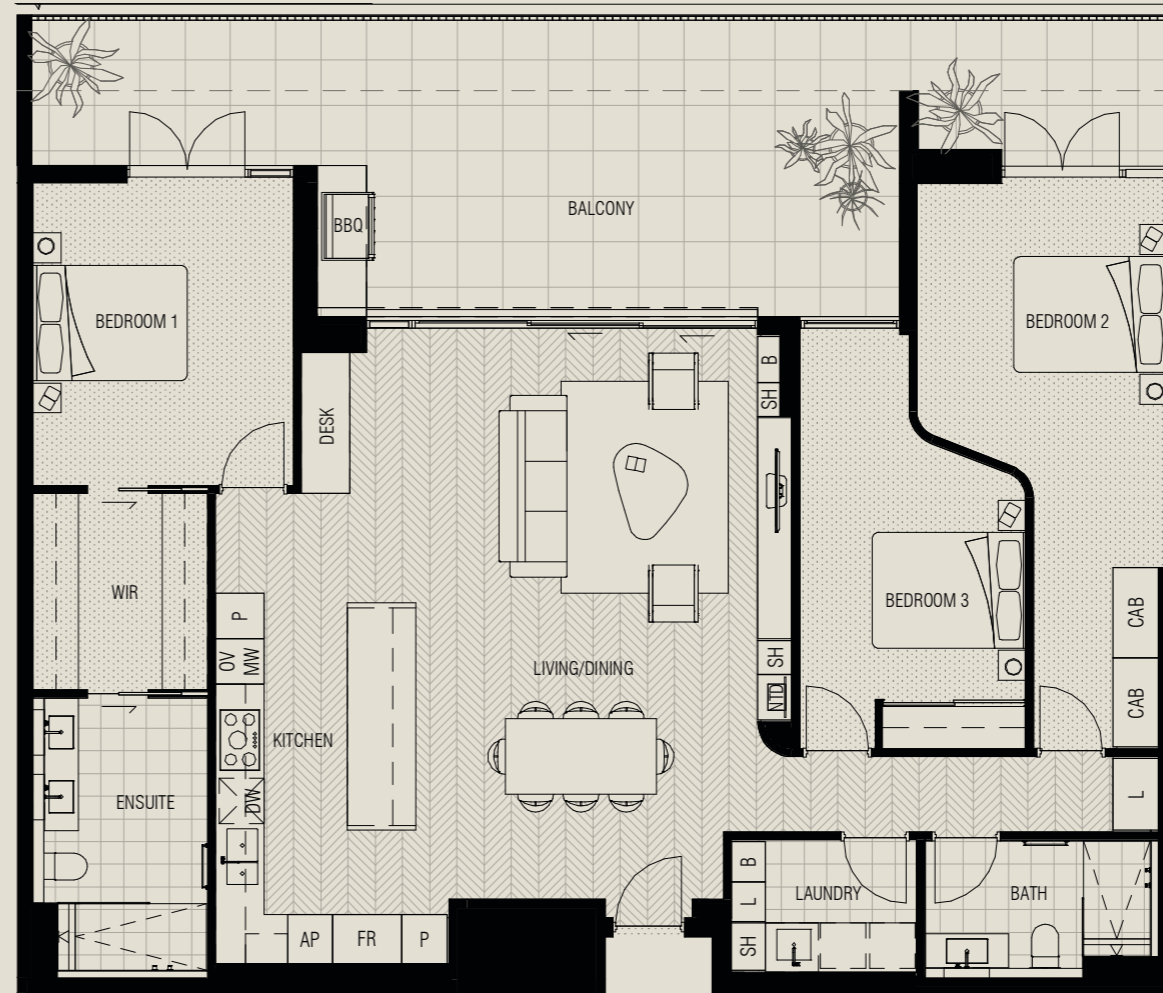 BALCONY
BBQ
BEDROOM 1
BEDROOM 2
B
SH
DESK
WIR
BEDROOM 3
CAB
P
OV
MW
LIVING/DINING
SH
NTD
CAB
KITCHEN
ENSUITE
DW
L
B
LAUNDRY
BATH
L
AP
FR
P
SH